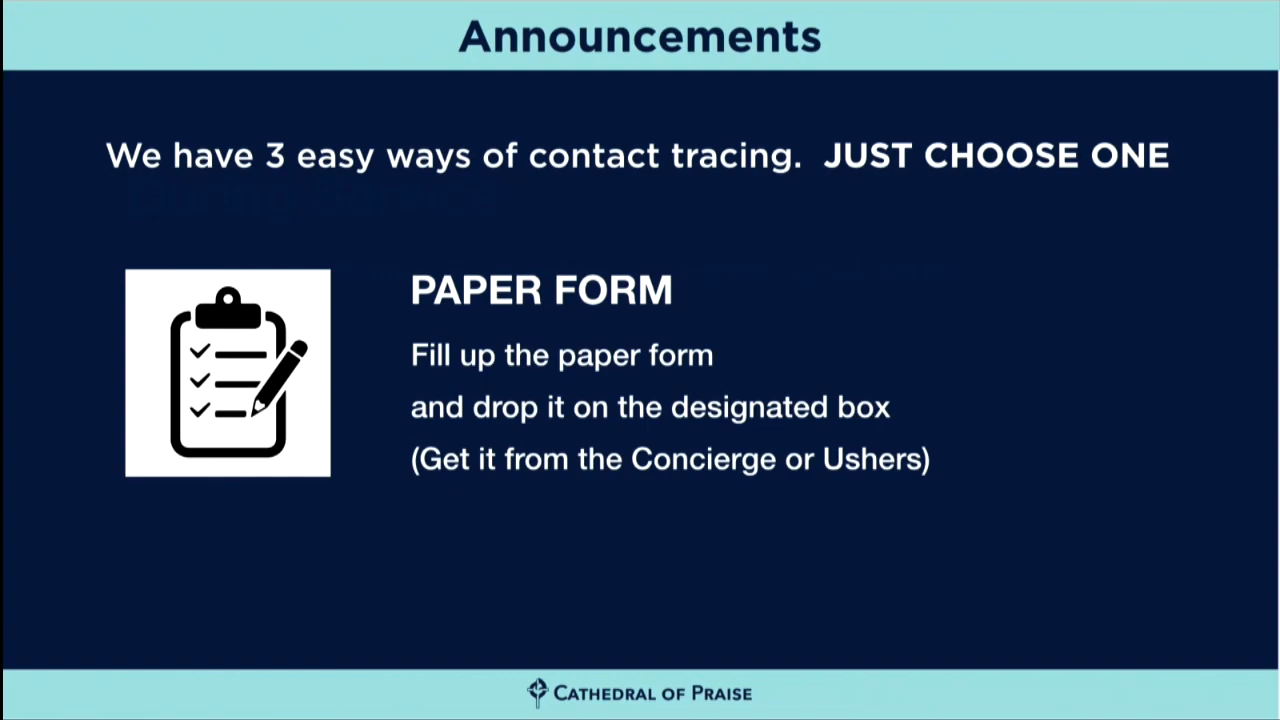 Announcements
We have 3 easy ways of contact tracing. JUST CHOOSE ONE
PAPER FORM
Fill up the paper form
and drop it on the designated box
(Get it from the Concierge or Ushers)
CATHEDRAL OF PRAISE